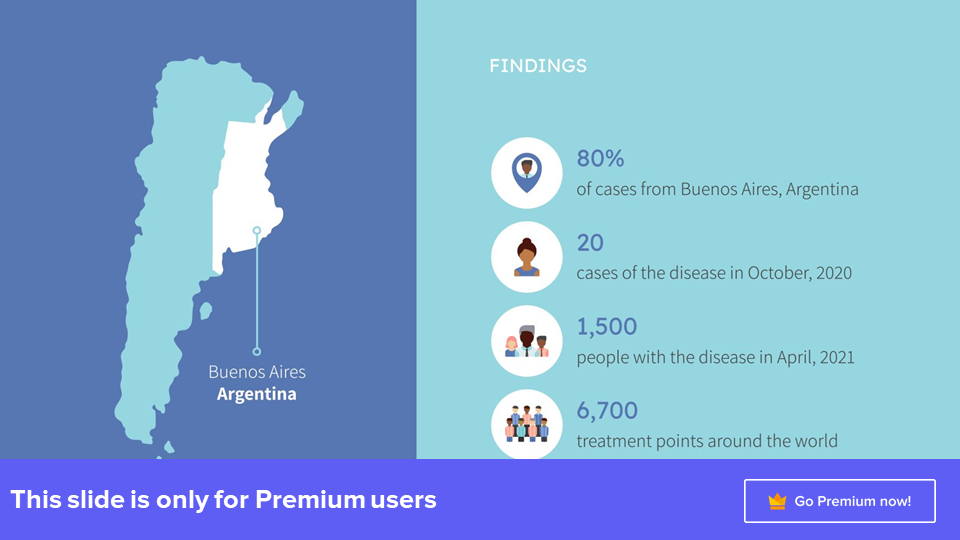 FINDINGS
80%
of cases from Buenos Aires, Argentina
20
cases of the disease in October, 2020
1,500
people with the disease in April, 2021
6,700
treatment points around the world
Buenos Aires
Argentina
This slide is only for Premium users
Go Premium now!